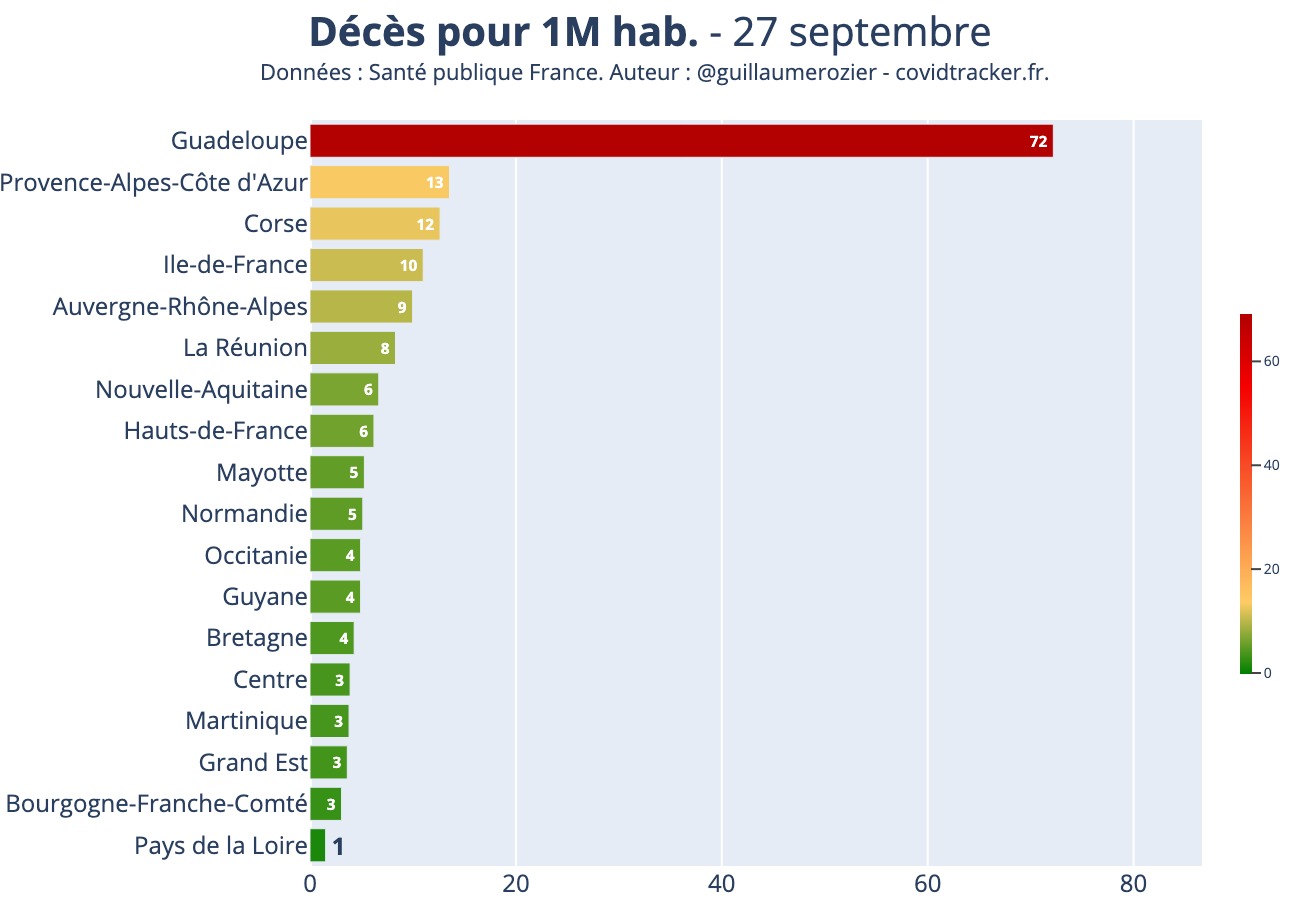 Décès pour 1M hab. - 27 septembre
Données : Santé publique France. Auteur : @guillaumerozier - covidtracker.fr.
Guadeloupe 72
Provence-Alpes-Côte d'Azur 13
Corse 12
Ile-de-France 10
Auvergne-Rhône-Alpes 9
La Réunion 8
Nouvelle-Aquitaine 6
Hauts-de-France 6
Mayotte 5
Normandie 5
Occitanie 4
Guyane 4
Bretagne 4
Centre 3
Martinique 3
Grand Est 3
Bourgogne-Franche-Comté 3
Pays de la Loire 1
0 20 40 60 80
60
40
20
0